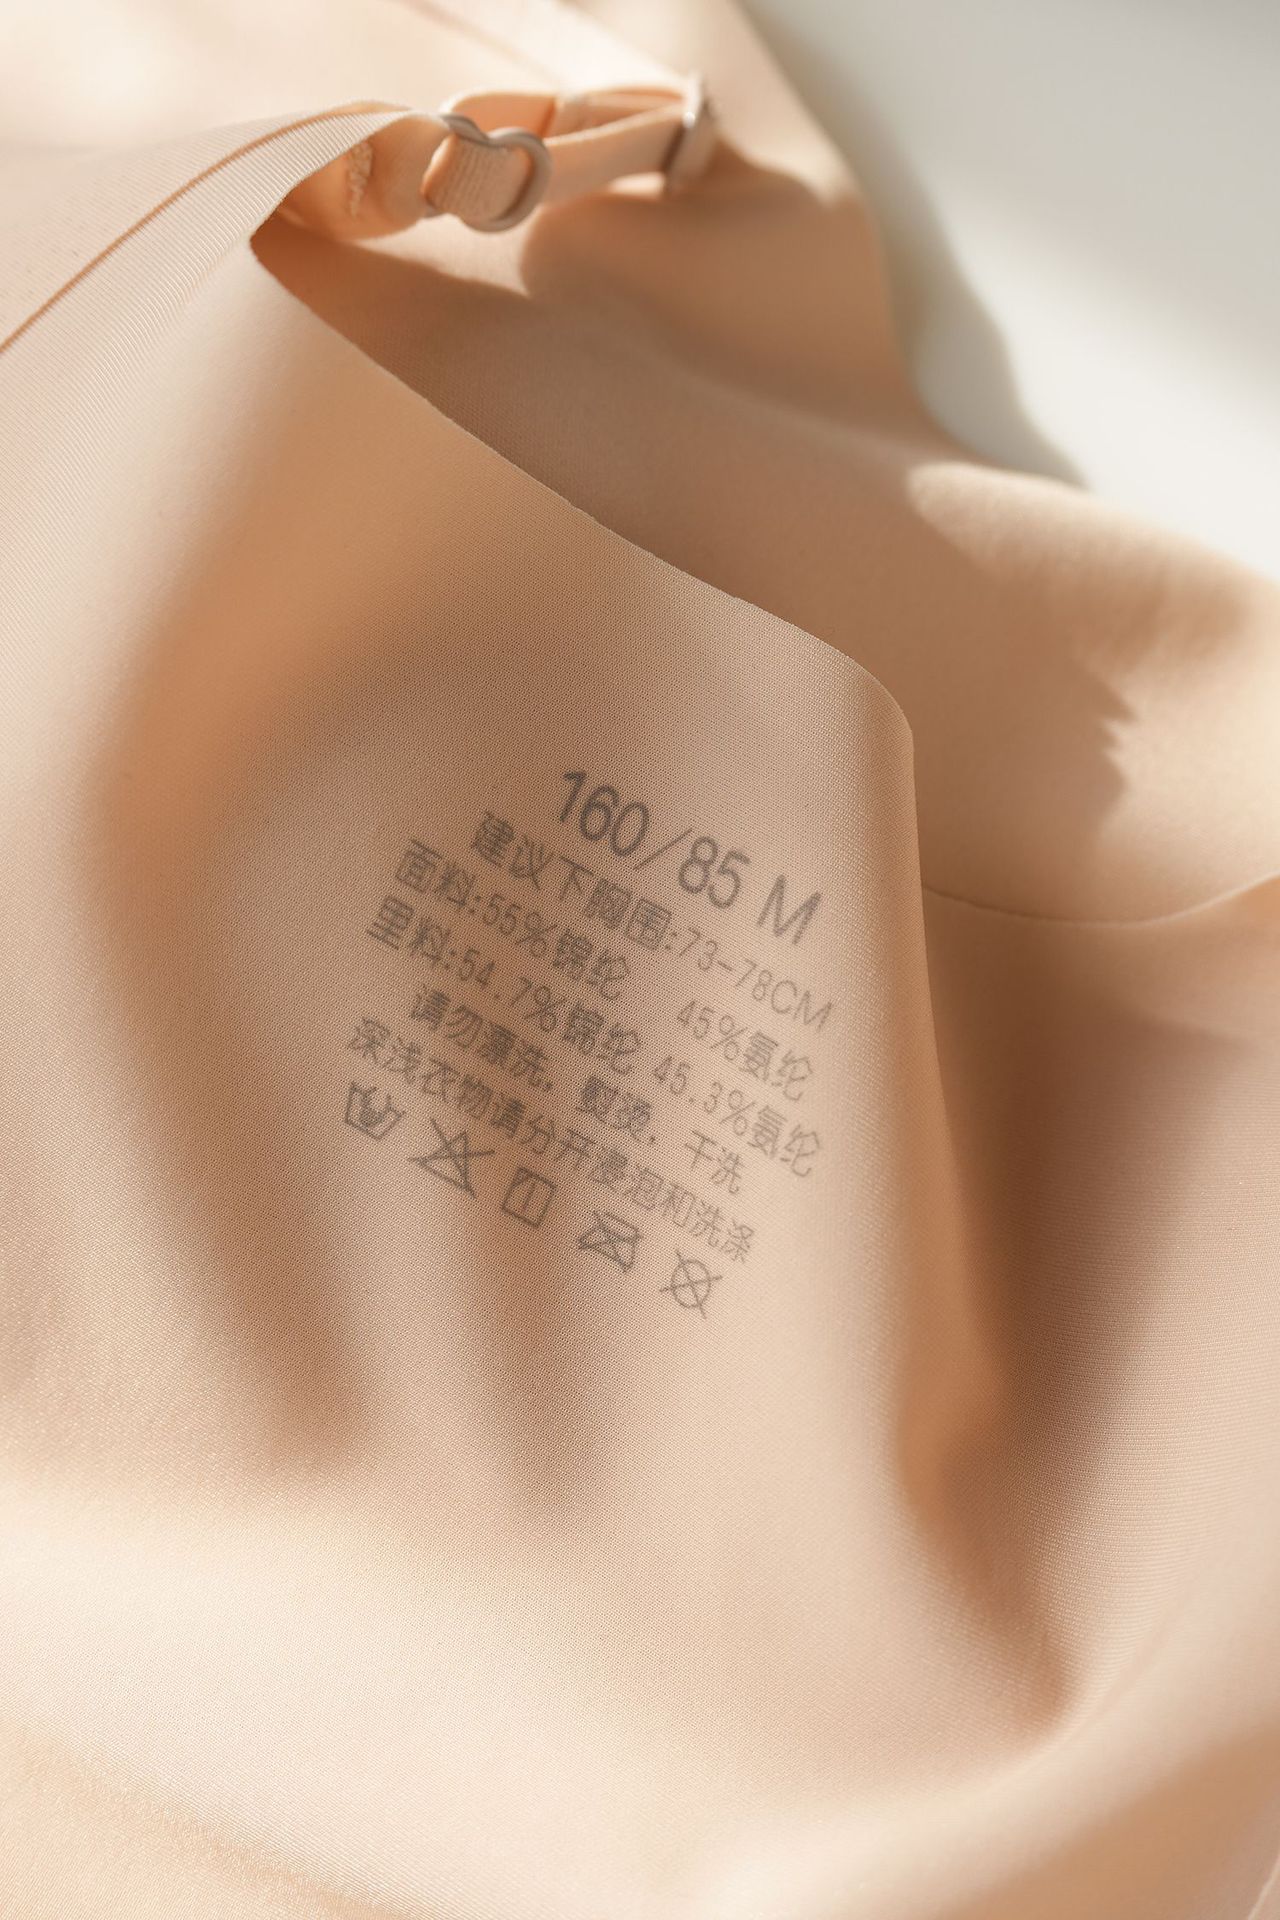 160/85 M
建议下胸围:73-78CM
面料:55%锦纶 45%氨纶
里料:54.7%锦纶 45.3%氨纶
请勿漂洗，熨烫，干洗
深浅衣物请分开浸泡和洗涤